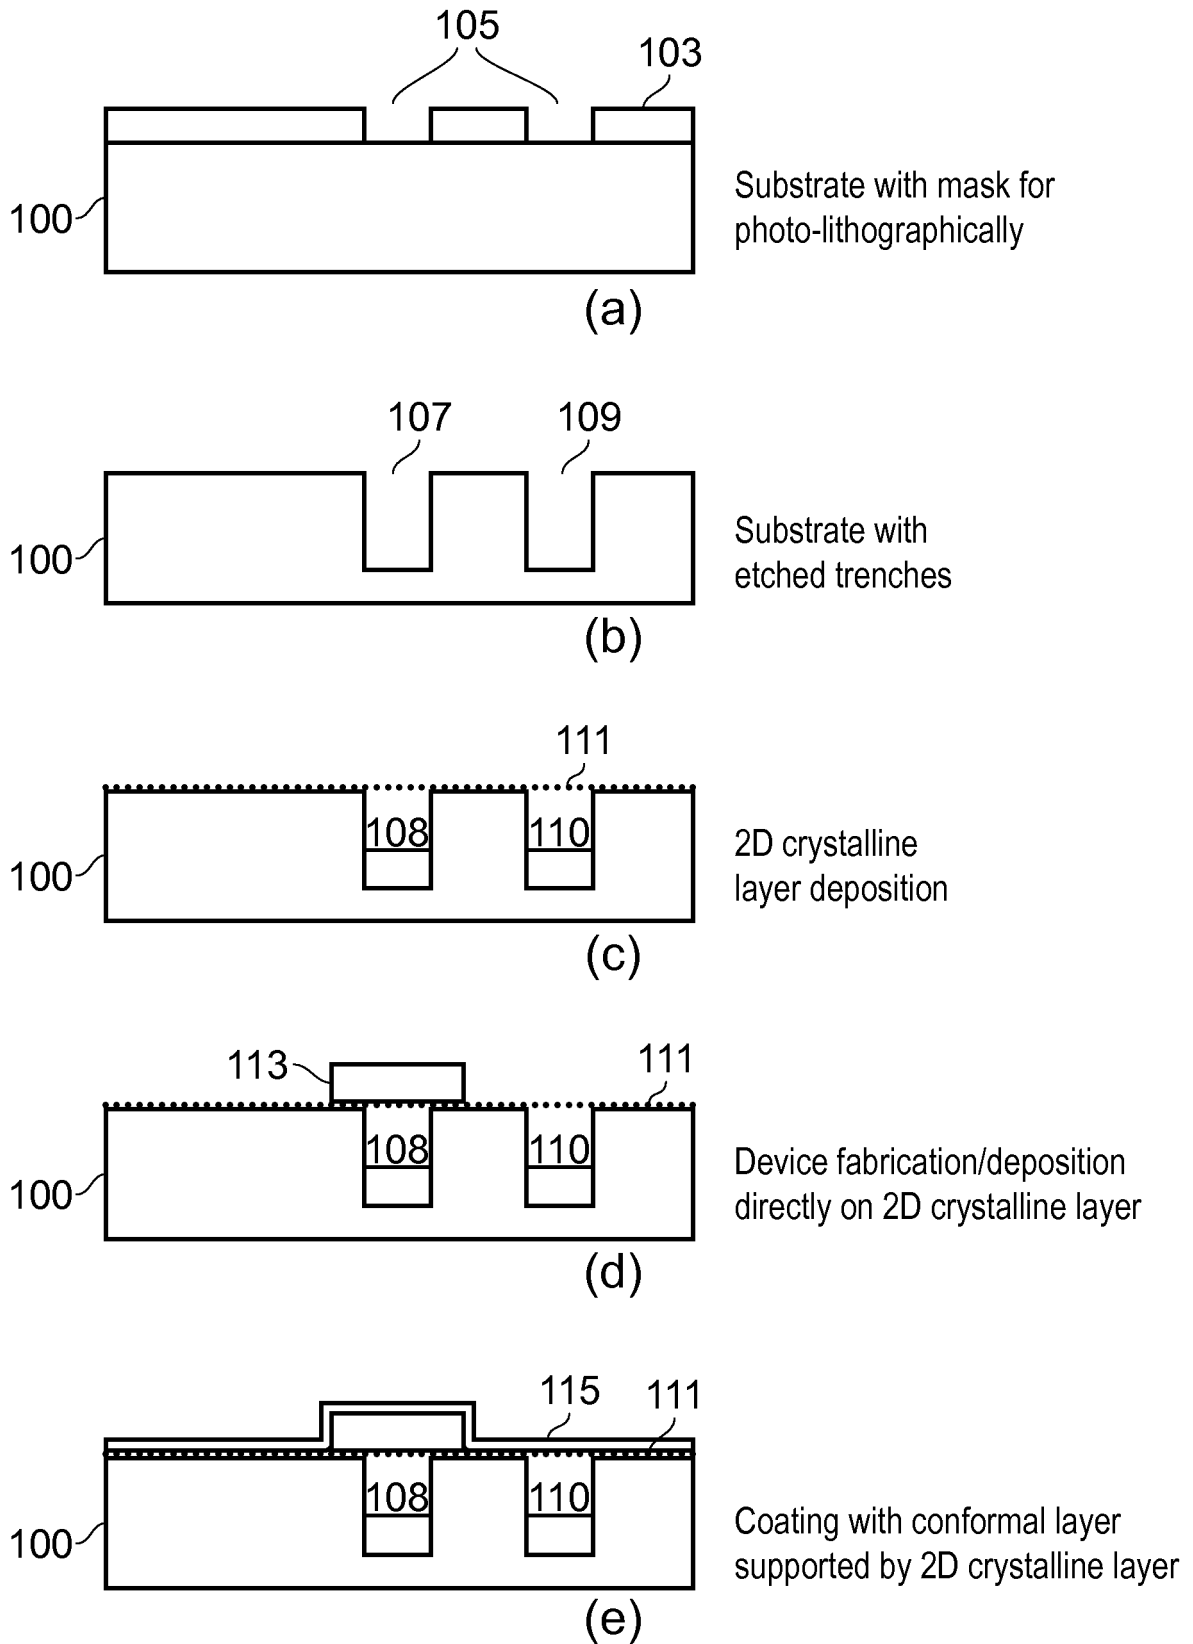 105
103
100
Substrate with mask for
photo-lithographically
(a)
107
109
100
Substrate with
etched trenches
(b)
111
108
110
100
2D crystalline
layer deposition
(c)
113
111
108
110
100
Device fabrication/deposition
directly on 2D crystalline layer
(d)
115
111
108
110
100
Coating with conformal layer
supported by 2D crystalline layer
(e)